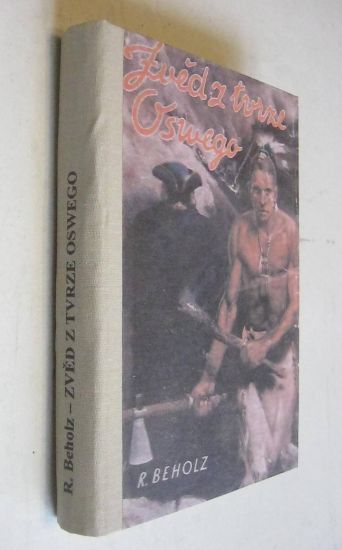 R. Beholz – ZVĚD Z TVRZE OSWEGO
Zvěd z tvrze
Oswego
R. BEHOLZ